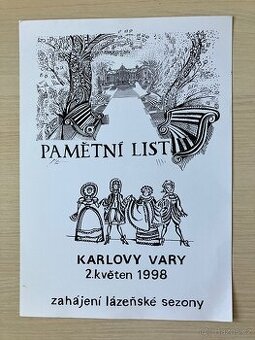 PAMĚTNÍ LIST
KARLOVY VARY
2.květen 1998
zahájení lázeňské sezony